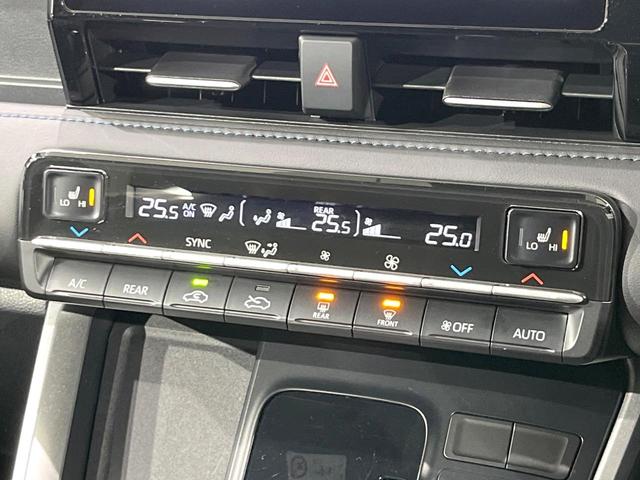 LO HI
25.5 A/C ON REAR 25.5 25.0
LO HI
SYNC
A/C REAR REAR FRONT OFF AUTO